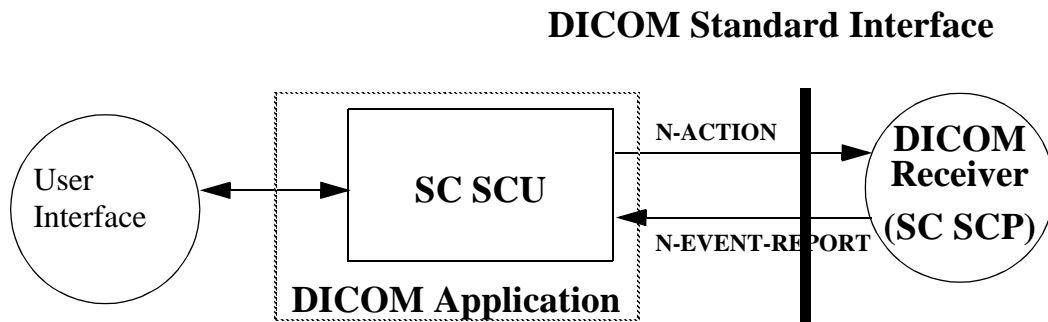 DICOM Standard Interface
User
Interface
SC SCU
DICOM Application
N-ACTION
N-EVENT-REPORT
DICOM
Receiver
(SC SCP)